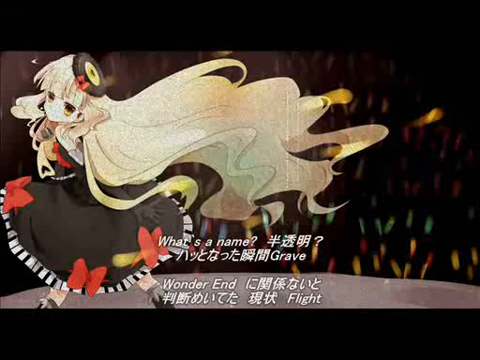 What's a name?　半透明？
ハッとなった瞬間Grave
Wonder End　に関係ないと
判断めいてた　現状　Flight